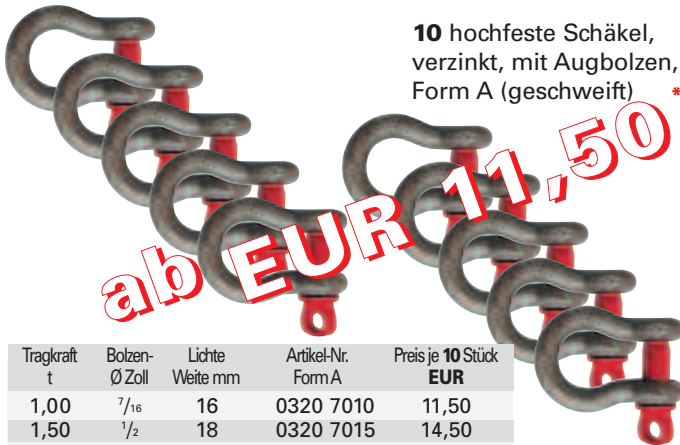 10 hochfeste Schäkel,
verzinkt, mit Augbolzen,
Form A (geschweift) *
ab EUR 11,50
Tragkraft Bolzen- Lichte Artikel-Nr. Preis je 10 Stück
t Ø Zoll Weite mm Form A EUR
1,00 7/16 16 0320 7010 11,50
1,50 1/2 18 0320 7015 14,50